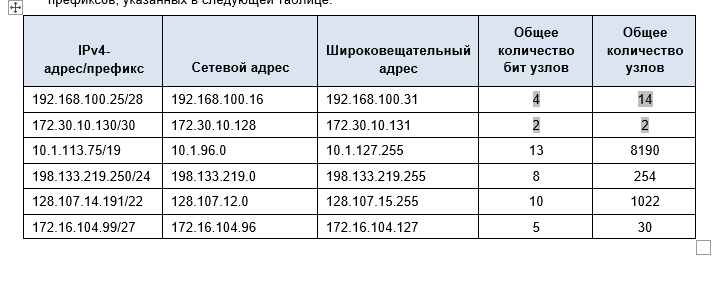 префиксов, указанных в следующей таблице.
IPv4-
адрес/префикс
Сетевой адрес
Широковещательный
адрес
Общее
количество
бит узлов
Общее
количество
узлов
192.168.100.25/28 192.168.100.16 192.168.100.31 4 14
172.30.10.130/30 172.30.10.128 172.30.10.131 2 2
10.1.113.75/19 10.1.96.0 10.1.127.255 13 8190
198.133.219.250/24 198.133.219.0 198.133.219.255 8 254
128.107.14.191/22 128.107.12.0 128.107.15.255 10 1022
172.16.104.99/27 172.16.104.96 172.16.104.127 5 30